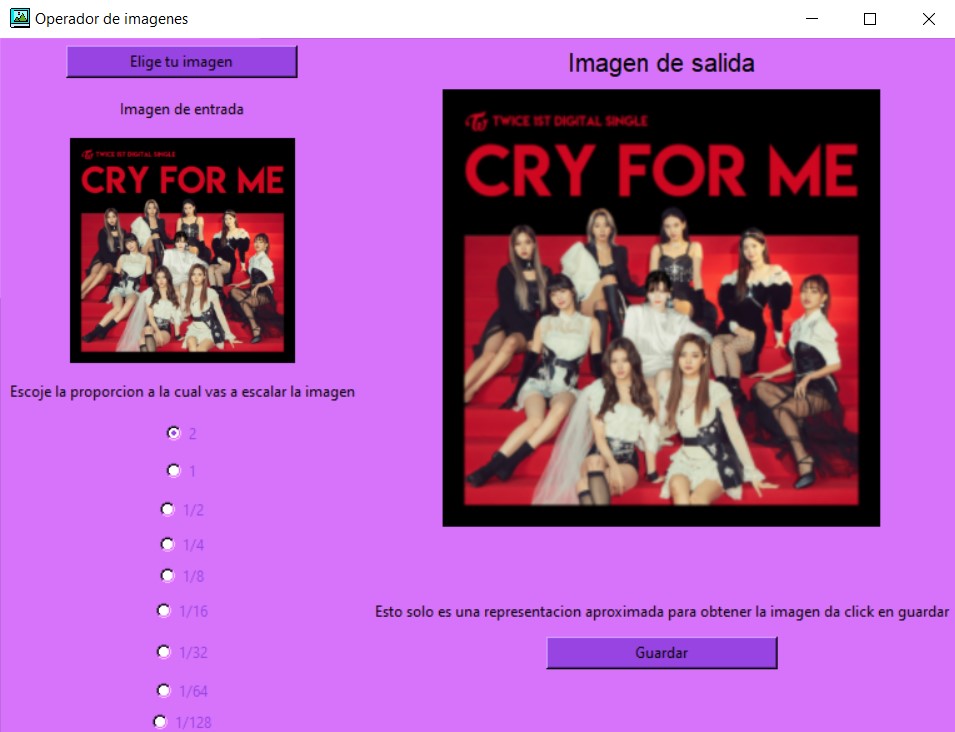 Operador de imagenes
Elige tu imagen
Imagen de entrada
TWICE 1ST DIGITAL SINGLE
CRY FOR ME
Escoje la proporcion a la cual vas a escalar la imagen
2
1
1/2
1/4
1/8
1/16
1/32
1/64
1/128
Imagen de salida
TWICE 1ST DIGITAL SINGLE
CRY FOR ME
Esto solo es una representacion aproximada para obtener la imagen da click en guardar
Guardar